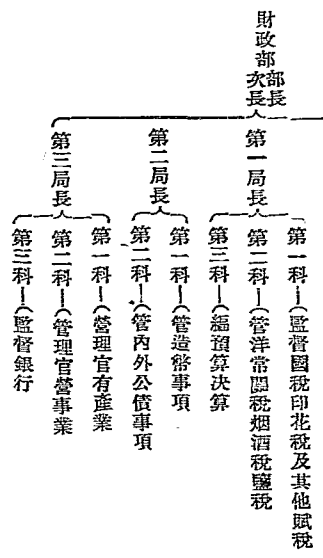 財政部部長
次長
第一局長
第一科—(監督國稅印花稅及其他賦稅
第二科—(管洋常關稅烟酒稅鹽稅
第三科—(編預算決算
第二局長
第一科—(管造幣事項
第二科—(管內外公債事項
第三局長
第一科—(營理官有產業
第二科—(管理官營事業
第三科—(監督銀行